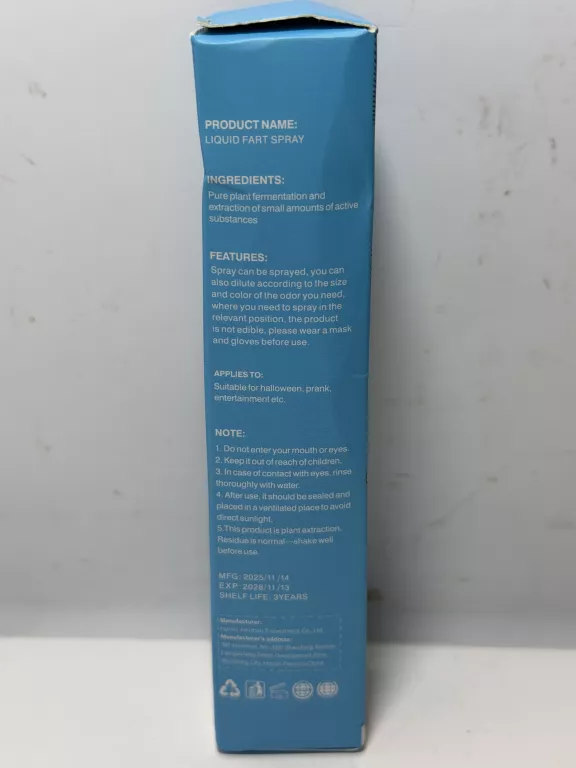 PRODUCT NAME:
LIQUID FART SPRAY
INGREDIENTS:
Pure plant fermentation and
extraction of small amounts of active
substances
FEATURES:
Spray can be sprayed, you can
also dilute according to the size
and color of the odor you need,
where you need to spray in the
relevant position, the product
is not edible, please wear a mask
and gloves before use.
APPLIES TO:
Suitable for halloween, prank,
entertainment etc.
NOTE:
1. Do not enter your mouth or eyes.
2. Keep it out of reach of children.
3. In case of contact with eyes, rinse
thoroughly with water.
4. After use, it should be sealed and
placed in a ventilated place to avoid
direct sunlight.
5.This product is plant extraction.
Residue is normal—shake well
before use.
MFG: 2025/11/14
EXP: 2028/11/13
SHELF LIFE: 3YEARS
Manufacturer:
Manufacturer's address: